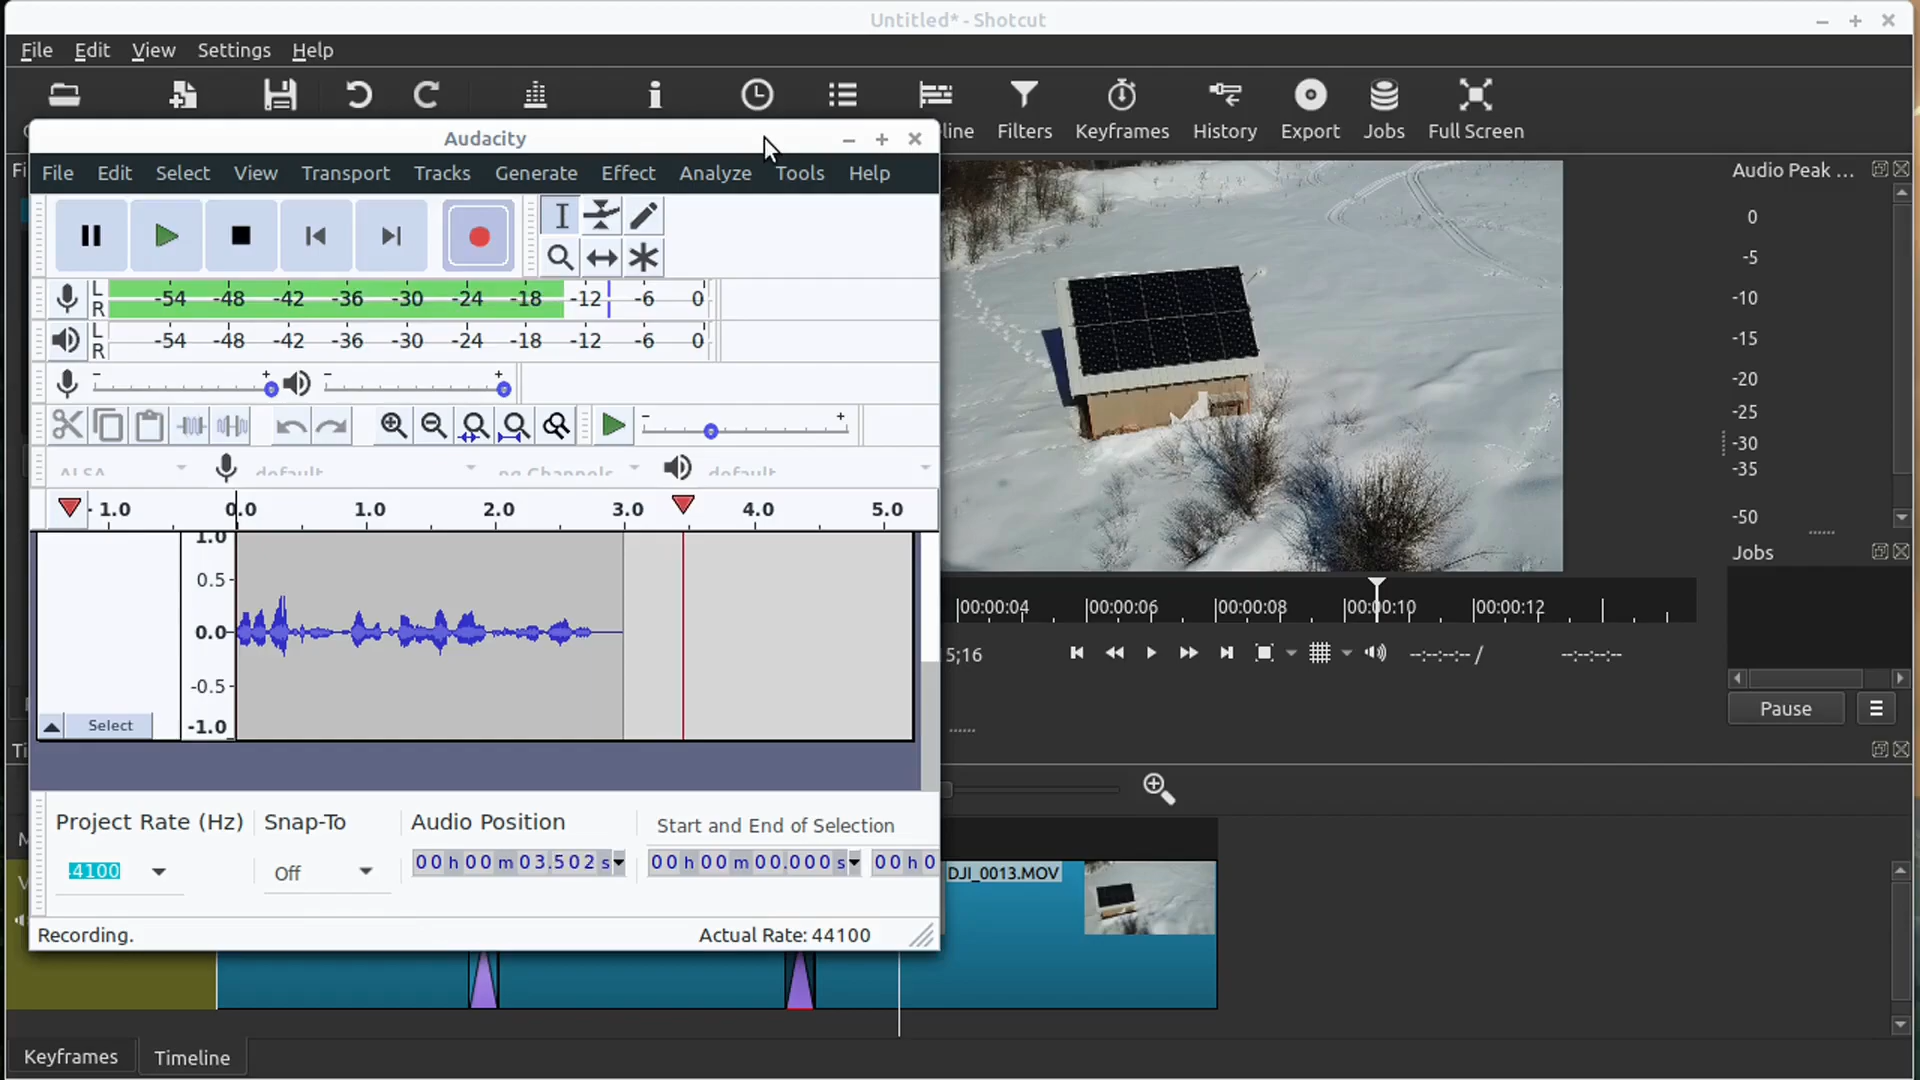 Untitled* - Shotcut
File Edit View Settings Help
line Filters Keyframes History Export Jobs Full Screen
Audacity
File Edit Select View Transport Tracks Generate Effect Analyze Tools Help
L
R
-54 -48 -42 -36 -30 -24 -18 -12 -6 0
L
R
-54 -48 -42 -36 -30 -24 -18 -12 -6 0
- + - +
- +
ALSA default ng Channels default
- 1.0 0.0 1.0 2.0 3.0 4.0 5.0
1.0
0.5
0.0
-0.5
-1.0
Select
Project Rate (Hz) Snap-To Audio Position Start and End of Selection
4100 Off 00 h 00 m 03.502 s 00 h 00 m 00.000 s 00 h 0
Recording. Actual Rate: 44100
Audio Peak ...
0
-5
-10
-15
-20
-25
-30
-35
-50
Jobs
Pause
00:00:04 00:00:06 00:00:08 00:00:10 00:00:12
5;16 --:--:--:-- / --:--:--:--
DJI_0013.MOV
Keyframes Timeline